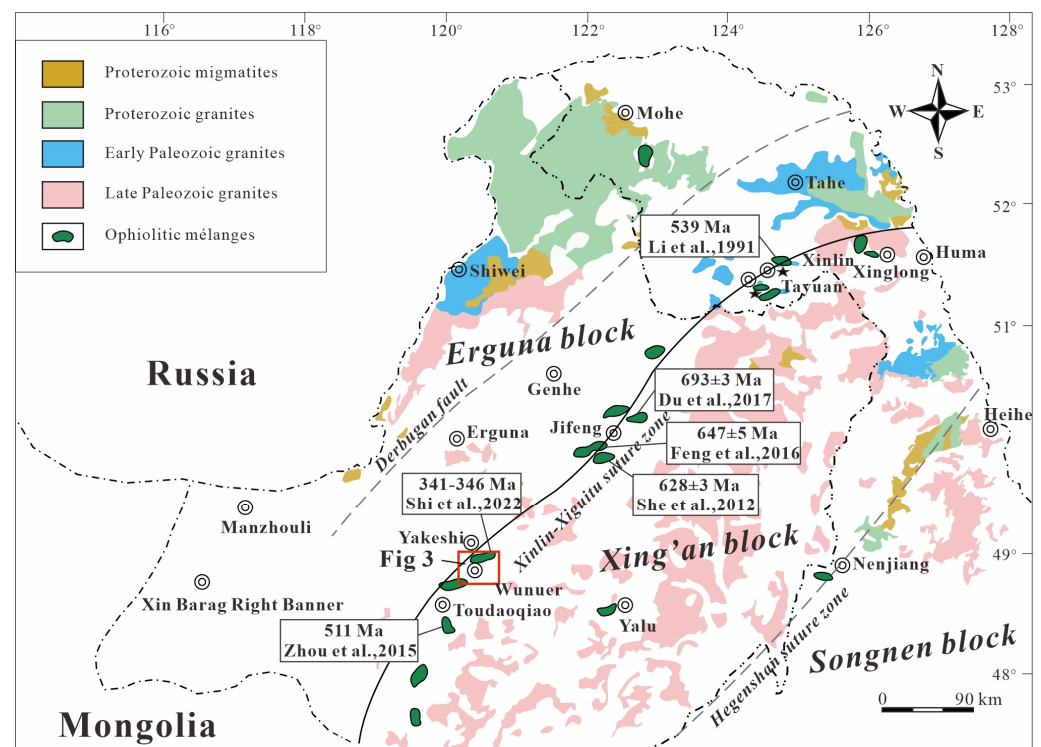 116°
118°
120°
122°
124°
126°
128°
Proterozoic migmatites
Proterozoic granites
Early Paleozoic granites
Late Paleozoic granites
Ophiolitic mélanges
N
W
E
S
53°
52°
51°
49°
48°
Mohe
Tahe
539 Ma
Li et al.,1991
Xinlin
Huma
Xinglong
Tayuan
Shiwei
Erguna block
Russia
Genhe
693±3 Ma
Du et al.,2017
Derbugan fault
Heihe
Erguna
Jifeng
647±5 Ma
Feng et al.,2016
341-346 Ma
Shi et al.,2022
628±3 Ma
She et al.,2012
Xinlin-Xiguitu suture zone
Manzhouli
Yakeshi
Fig 3
Xing'an block
Nenjiang
Wunuer
Xin Barag Right Banner
Toudaoqiao
Yalu
511 Ma
Zhou et al.,2015
Hegenshan suture zone
Songnen block
0
90 km
Mongolia